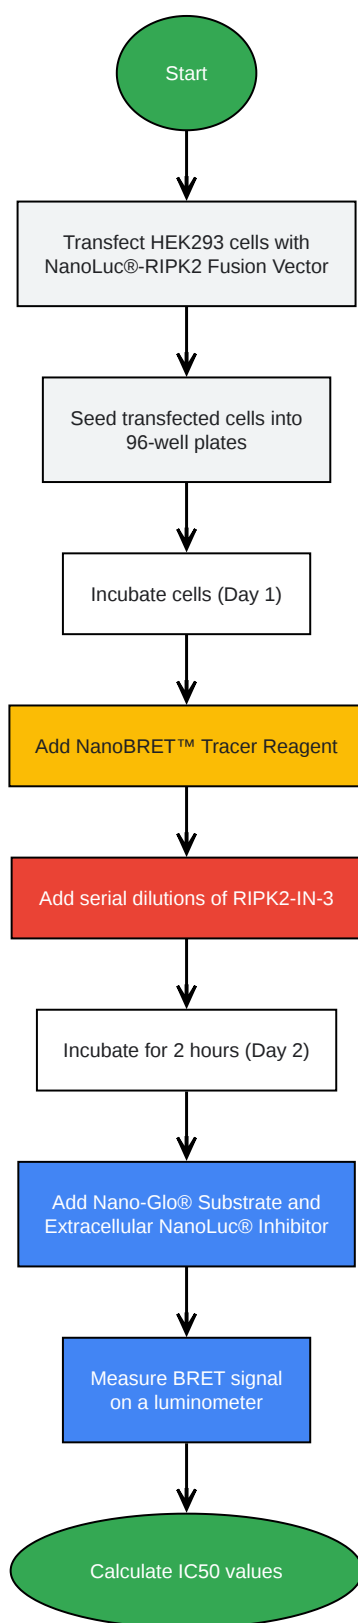 Start
Transfect HEK293 cells with
NanoLuc®-RIPK2 Fusion Vector
Seed transfected cells into
96-well plates
Incubate cells (Day 1)
Add NanoBRET™ Tracer Reagent
Add serial dilutions of RIPK2-IN-3
Incubate for 2 hours (Day 2)
Add Nano-Glo® Substrate and
Extracellular NanoLuc® Inhibitor
Measure BRET signal
on a luminometer
Calculate IC50 values